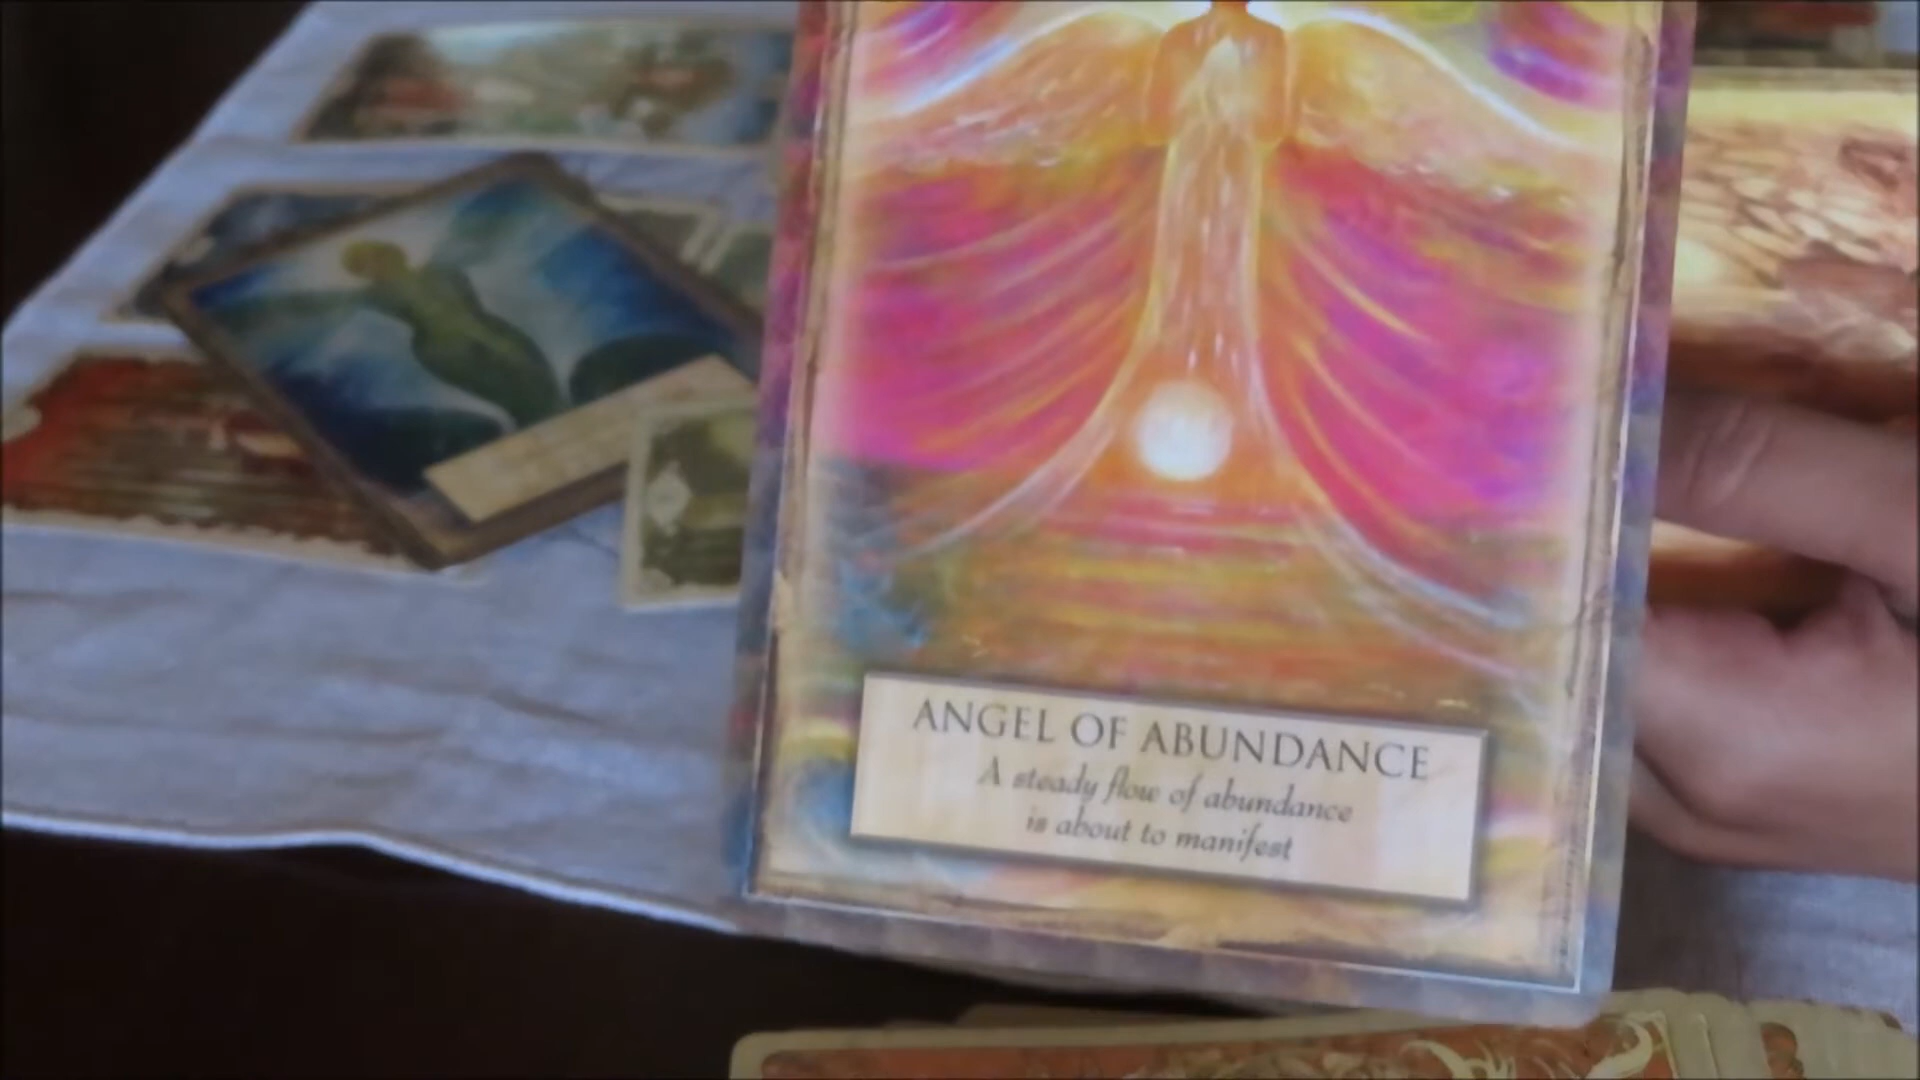 ANGEL OF ABUNDANCE
A steady flow of abundance
is about to manifest